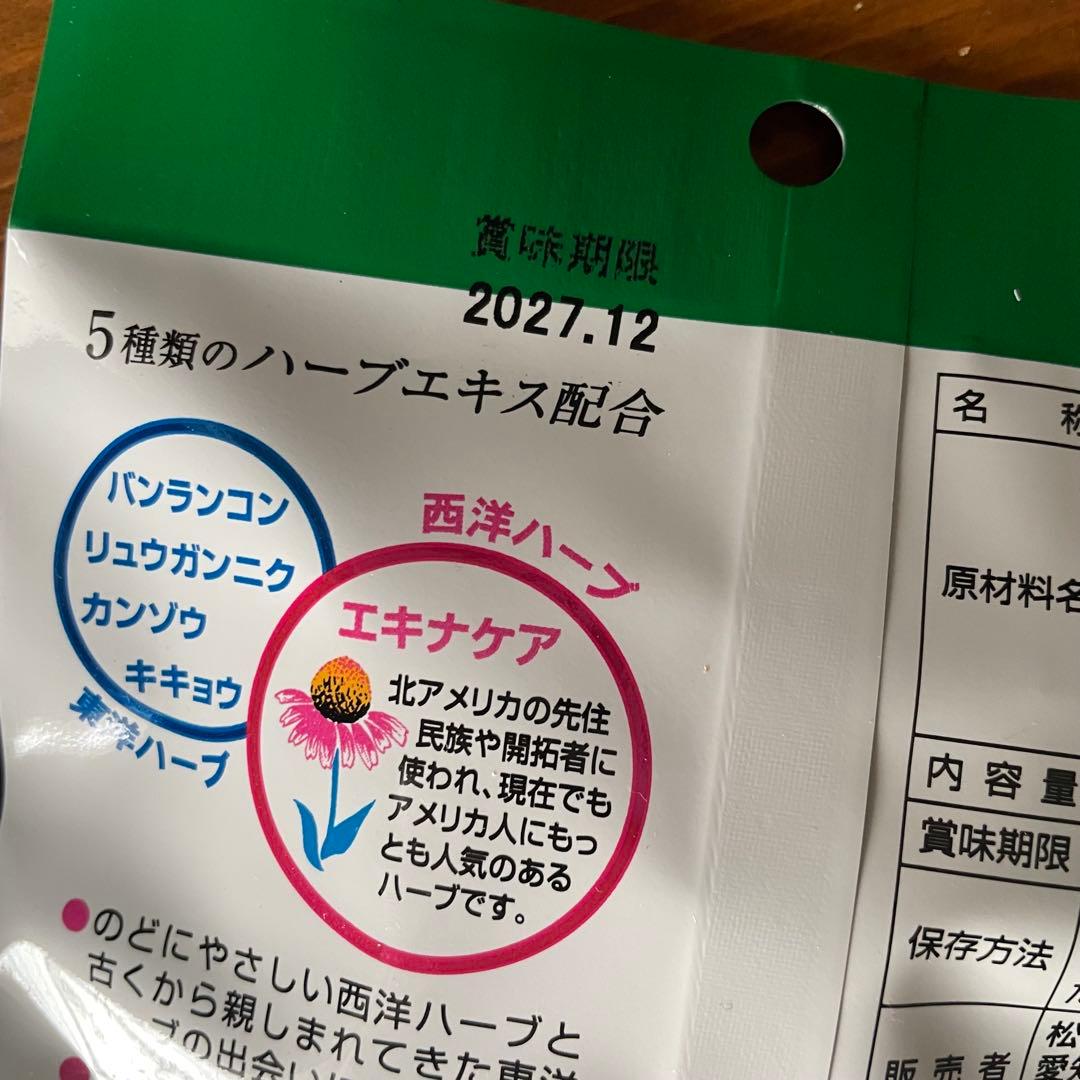 賞味期限
2027.12
5種類のハーブエキス配合
バンランコン
リュウガンニク
カンゾウ
キキョウ
東洋ハーブ
西洋ハーブ
エキナケア
北アメリカの先住
民族や開拓者に
使われ、現在でも
アメリカ人にもっ
とも人気のある
ハーブです。
●のどにやさしい西洋ハーブと
古くから親しまれてきた東洋
ブの出会い
名 称
原材料名
内容量
賞味期限
保存方法
販売者